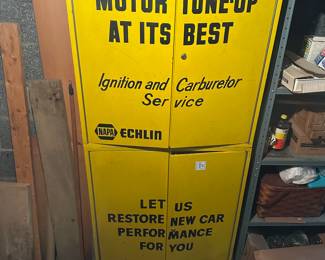 MOTOR TUNE-UP
AT ITS BEST
Ignition and Carburetor
Service
NAPA ECHLIN
LET US
RESTORE NEW CAR
PERFORMANCE
FOR YOU